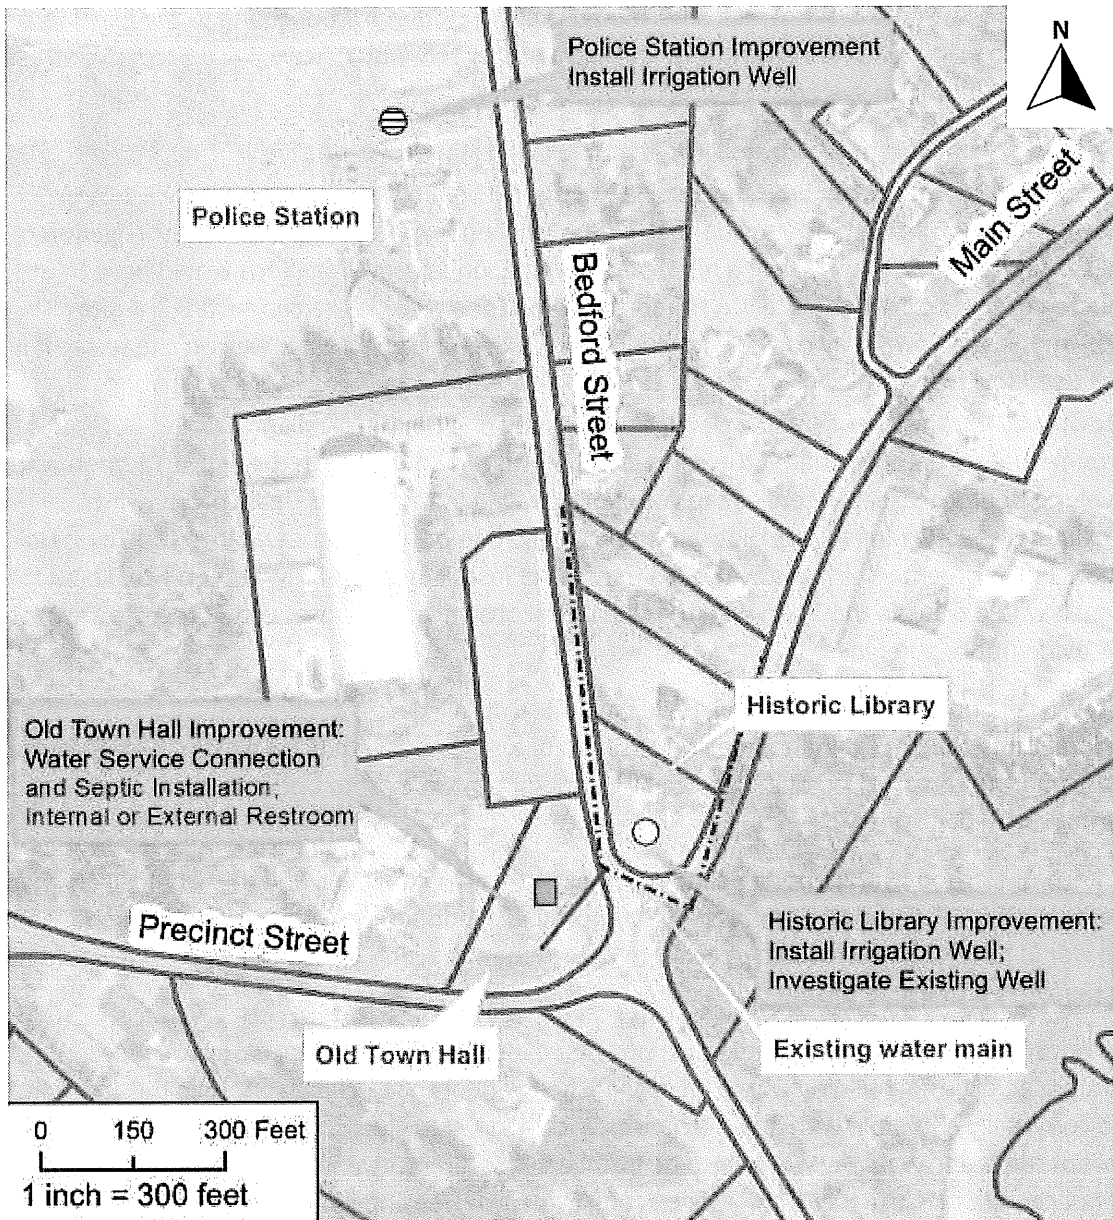 N
Police Station Improvement
Install Irrigation Well
Main Street
Police Station
Bedford Street
Historic Library
Old Town Hall Improvement:
Water Service Connection
and Septic Installation;
Internal or External Restroom
Precinct Street
Historic Library Improvement:
Install Irrigation Well;
Investigate Existing Well
Old Town Hall
Existing water main
0 150 300 Feet
1 inch = 300 feet